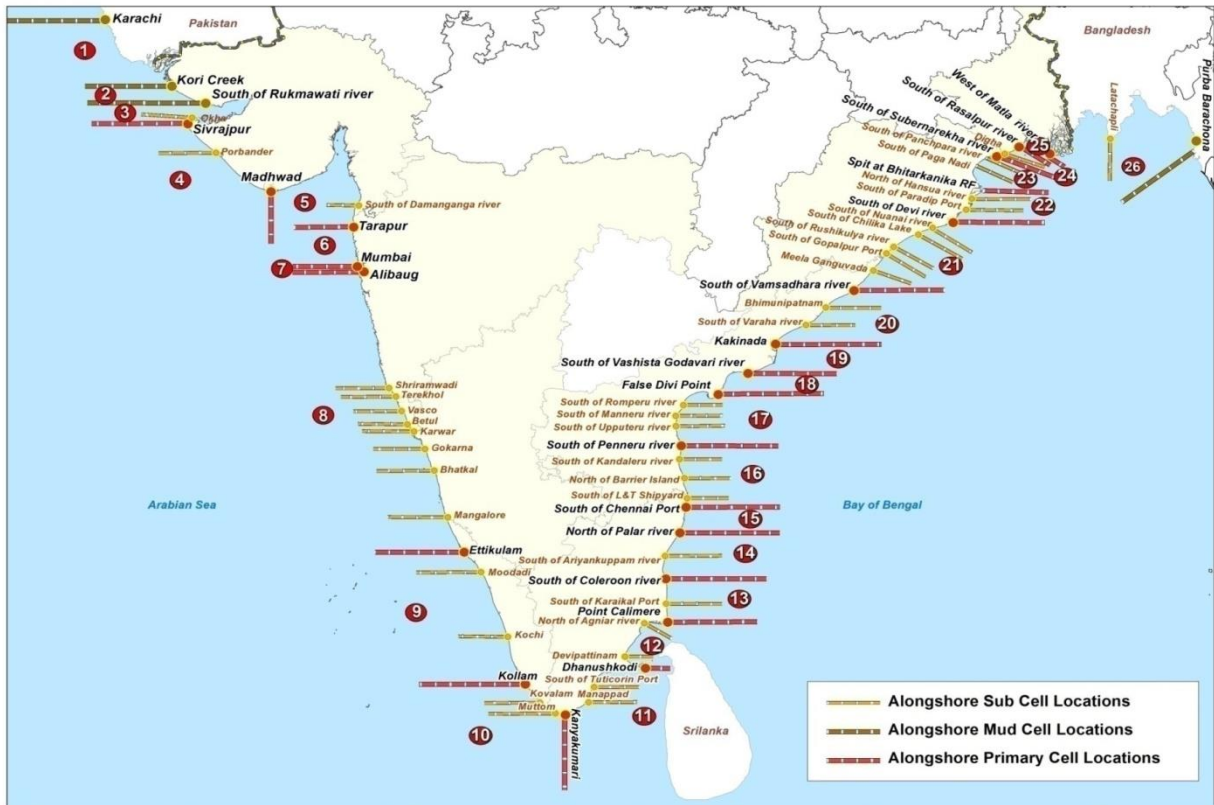 Karachi
Pakistan
Bangladesh
1
Kori Creek
2
South of Rukmawati river
3
Okha
Sivrajpur
Porbander
4
Madhwad
5
South of Damanganga river
Tarapur
6
Mumbai
7
Alibaug
Shriramwadi
Terekhol
8
Vasco
Betul
Karwar
Gokarna
Bhatkal
Arabian Sea
Mangalore
Ettikulam
Moodadi
9
Kochi
Kollam
Kovalam
Muttom
10
Kanyakumari
Purba Barachona
Latachapli
26
West of Matla river
25
South of Rasalpur river
Digha
24
South of Subernarekha river
South of Panchpara river
South of Paga Nadi
23
Spit at Bhitarkanika RF
North of Hansua river
South of Paradip Port
22
South of Devi river
South of Nuanai river
South of Chilika Lake
South of Rushikulya river
South of Gopalpur Port
21
Meela Ganguvada
South of Vamsadhara river
Bhimunipatnam
South of Varaha river
20
Kakinada
19
South of Vashista Godavari river
18
False Divi Point
South of Romperu river
South of Manneru river
17
South of Upputeru river
South of Penneru river
South of Kandaleru river
16
North of Barrier Island
South of L&T Shipyard
South of Chennai Port
15
Bay of Bengal
North of Palar river
14
South of Ariyankuppam river
South of Coleroon river
South of Karaikal Port
13
Point Calimere
North of Agniar river
12
Devipattinam
Dhanushkodi
South of Tuticorin Port
Manappad
11
Srilanka
Alongshore Sub Cell Locations
Alongshore Mud Cell Locations
Alongshore Primary Cell Locations